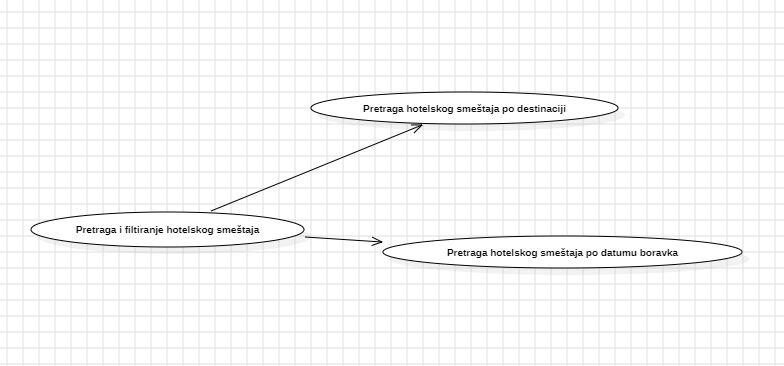 Pretraga hotelskog smeštaja po destinaciji
Pretraga i filtiranje hotelskog smeštaja
Pretraga hotelskog smeštaja po datumu boravka